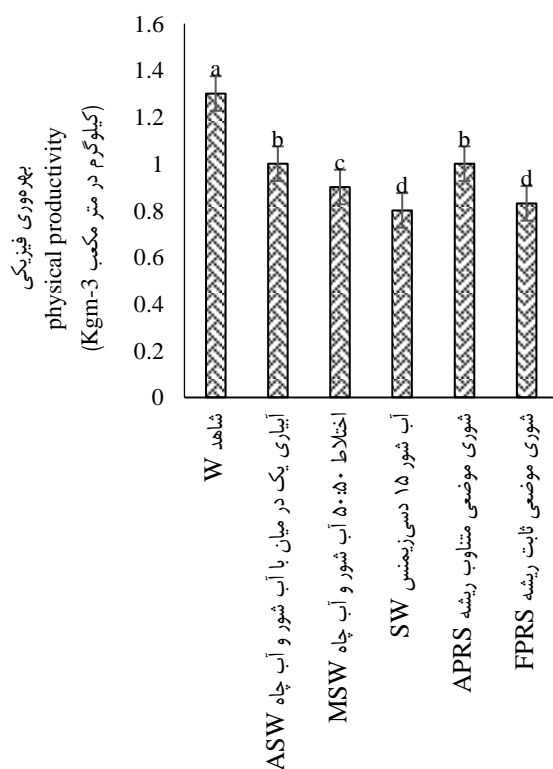 بهره‌وری فیزیکی
physical productivity
(کیلوگرم در متر مکعب Kgm-3)
1.6
1.4
1.2
1
0.8
0.6
0.4
0.2
0
a
b
c
d
b
d
شاهد W
آبیاری یک در میان با آب شور و آب چاه ASW
اختلاط ۵۰:۵۰ آب شور و آب چاه MSW
آب شور ۱۵ دسی‌زیمنس SW
شوری موضعی متناوب ریشه APRS
شوری موضعی ثابت ریشه FPRS